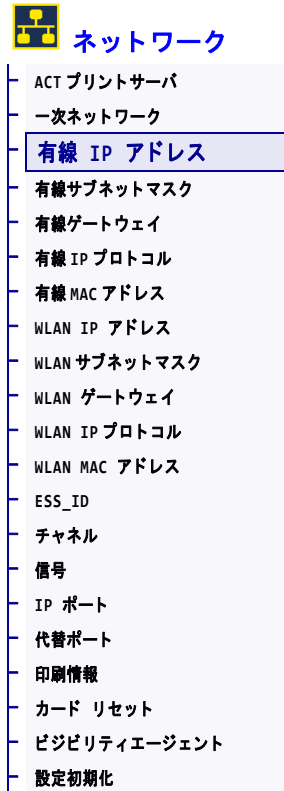 ネットワーク
ACT プリントサーバ
一次ネットワーク
有線 IP アドレス
有線サブネットマスク
有線ゲートウェイ
有線 IP プロトコル
有線 MAC アドレス
WLAN IP アドレス
WLAN サブネットマスク
WLAN ゲートウェイ
WLAN IP プロトコル
WLAN MAC アドレス
ESS_ID
チャネル
信号
IP ポート
代替ポート
印刷情報
カード リセット
ビジビリティエージェント
設定初期化